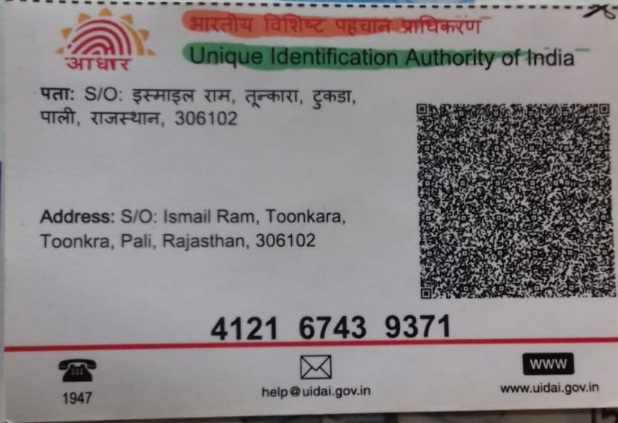 भारतीय विशिष्ट पहचान प्राधिकरण
Unique Identification Authority of India
आधार
पता: S/O: इस्माइल राम, तून्कारा, टुकडा,
पाली, राजस्थान, 306102
Address: S/O: Ismail Ram, Toonkara,
Toonkra, Pali, Rajasthan, 306102
4121 6743 9371
1947
help@uidai.gov.in
www
www.uidai.gov.in